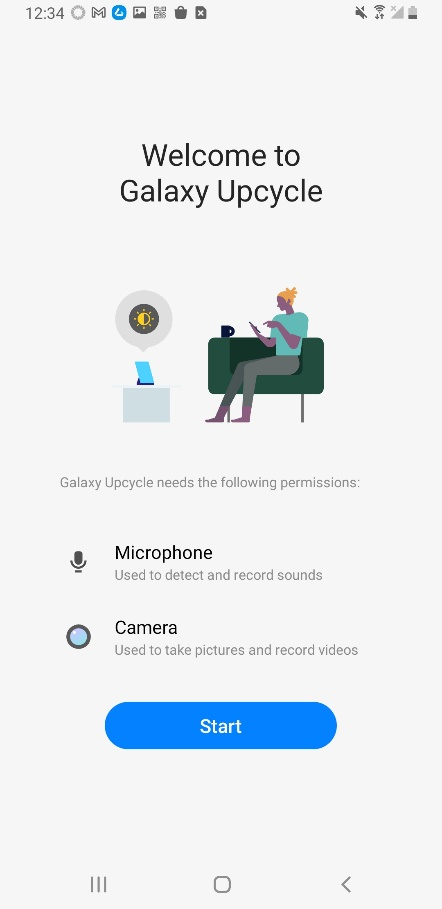 12:34
Welcome to
Galaxy Upcycle
Galaxy Upcycle needs the following permissions:
Microphone
Used to detect and record sounds
Camera
Used to take pictures and record videos
Start